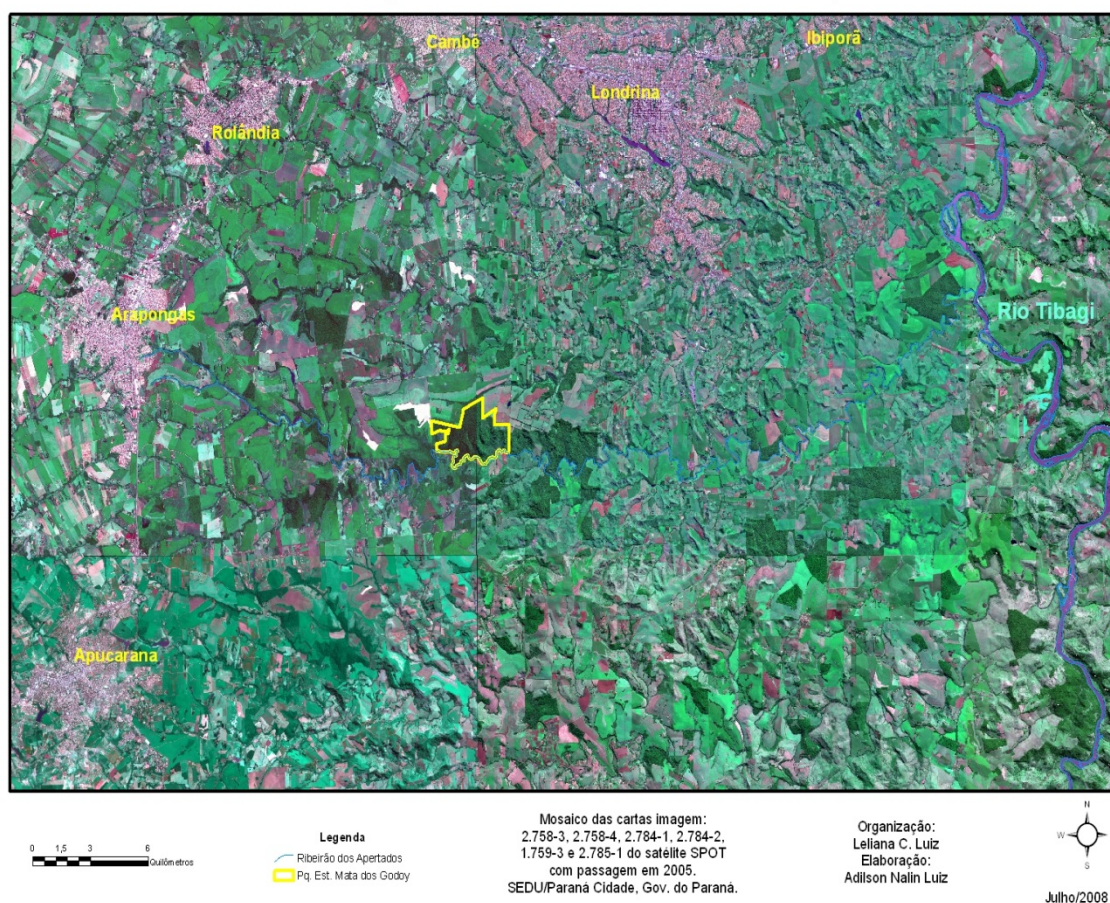 Cambé
Ibiporã
Londrina
Rolândia
Arapongas
Rio Tibagi
Apucarana
0 1,5 3 6
Quilômetros
Legenda
Ribeirão dos Apertados
Pq. Est. Mata dos Godoy
Mosaico das cartas imagem:
2.758-3, 2.758-4, 2.784-1, 2.784-2,
1.759-3 e 2.785-1 do satélite SPOT
com passagem em 2005.
SEDU/Paraná Cidade, Gov. do Paraná.
Organização:
Leliana C. Luiz
Elaboração:
Adilson Nalin Luiz
N
W
S
Julho/2008